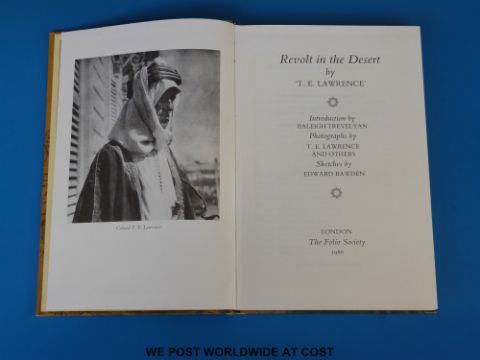 Revolt in the Desert
by
'T. E. LAWRENCE'
Introduction by
RALEIGH TREVELYAN
Photographs by
T. E. LAWRENCE
AND OTHERS
Sketches by
EDWARD BAWDEN
LONDON
The Folio Society
1986
Colonel T. E. Lawrence
WE POST WORLDWIDE AT COST